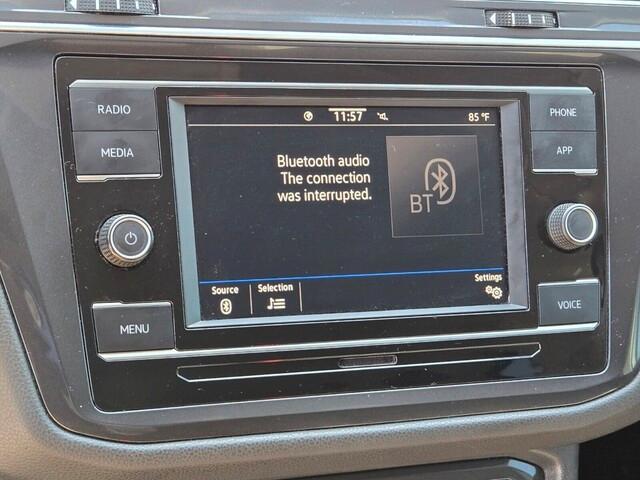 RADIO
MEDIA
MENU
11:57
85 °F
Bluetooth audio
The connection
was interrupted.
BT
Source
Selection
Settings
PHONE
APP
VOICE